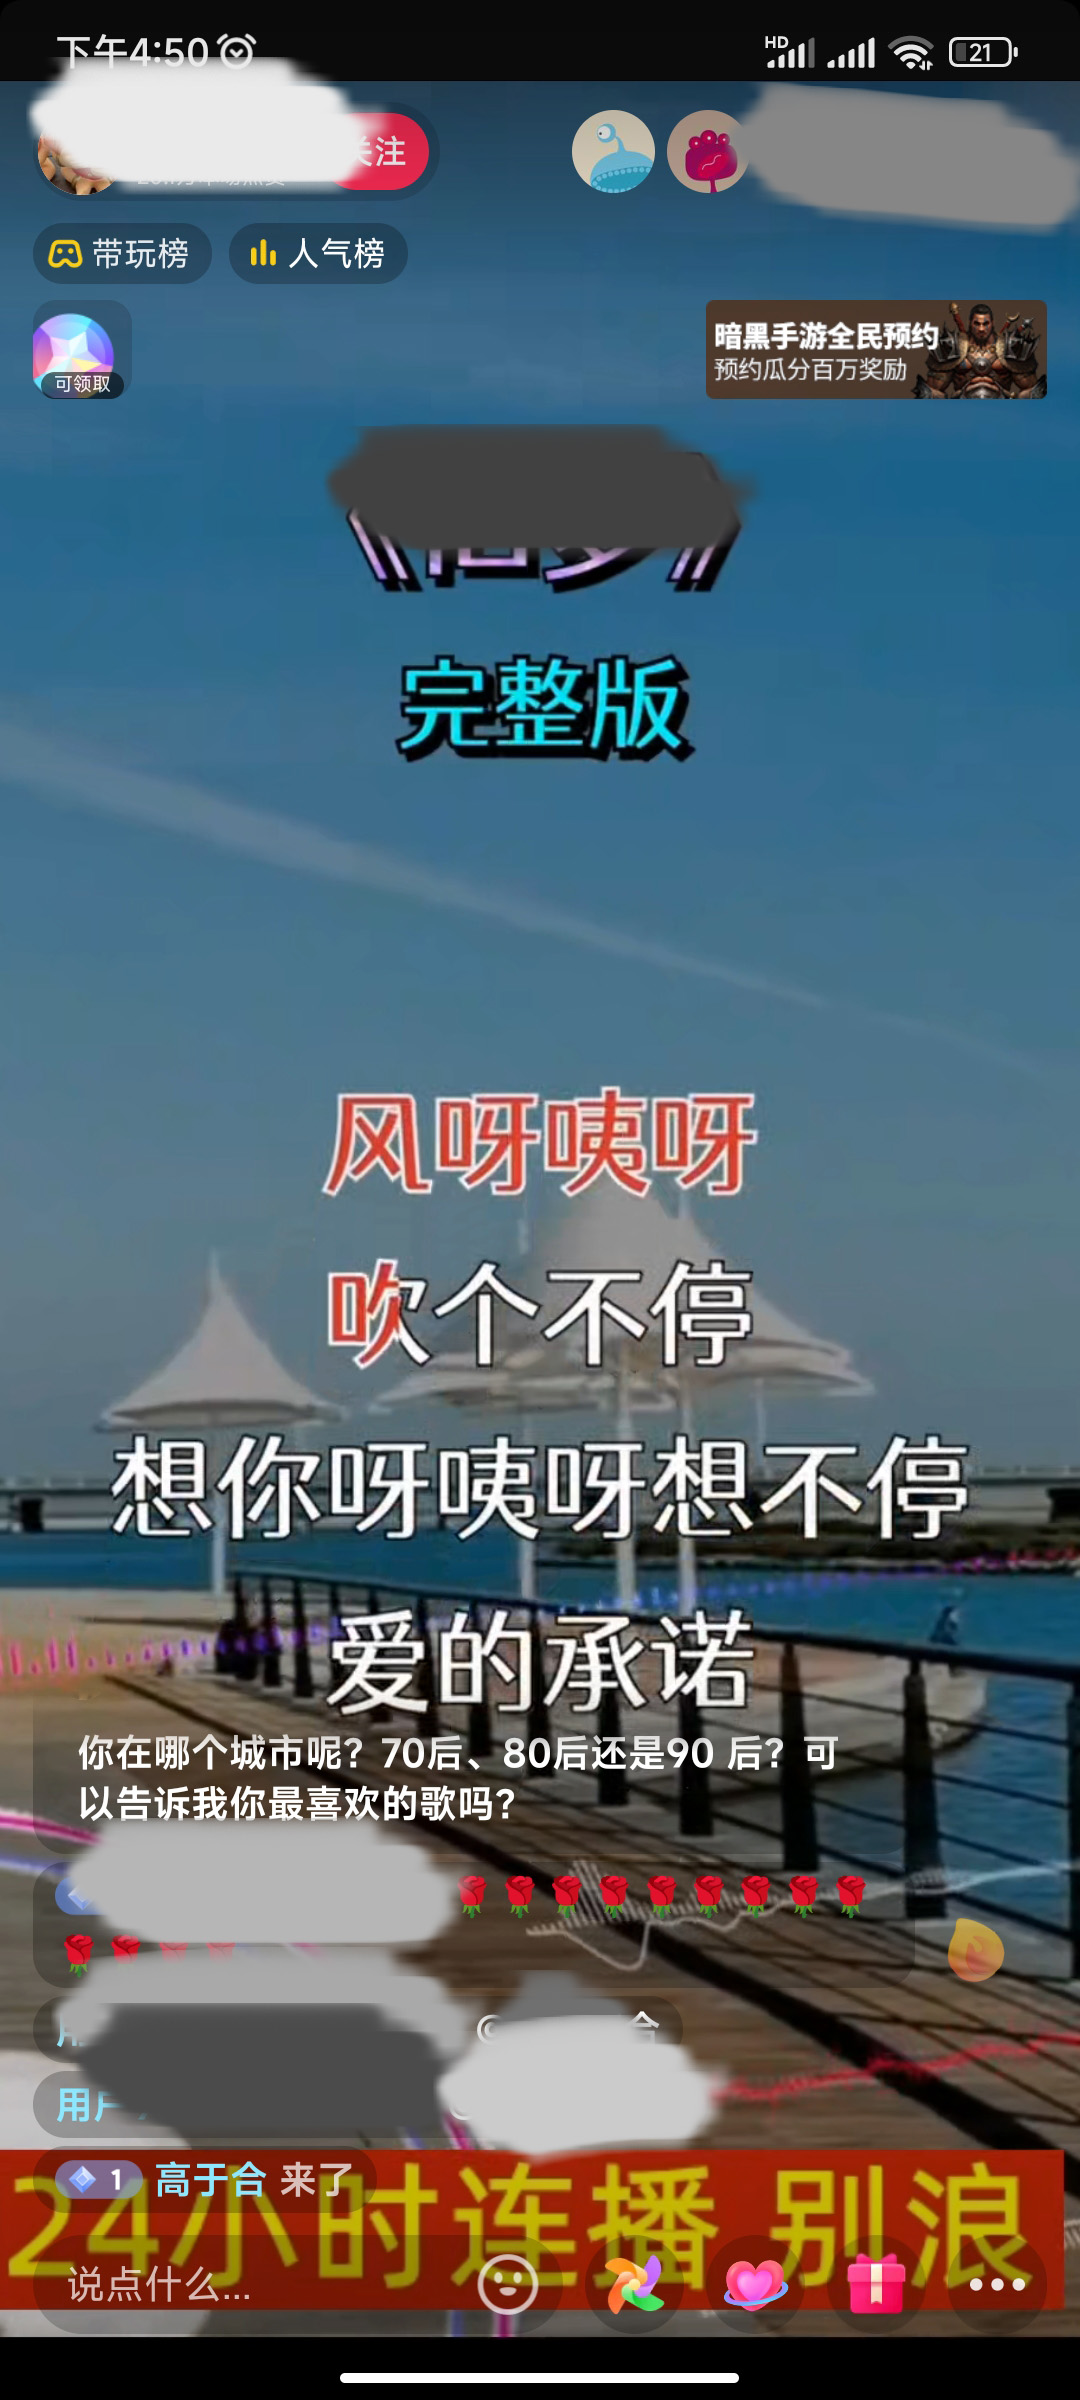 下午4:50
HD
21
关注
带玩榜
人气榜
可领取
暗黑手游全民预约
预约瓜分百万奖励
完整版
风呀咦呀
吹个不停
想你呀咦呀想不停
爱的承诺
你在哪个城市呢？70后、80后还是90 后？可
以告诉我你最喜欢的歌吗？
合
用户
1 高于合 来了
24小时连播 别浪
说点什么...